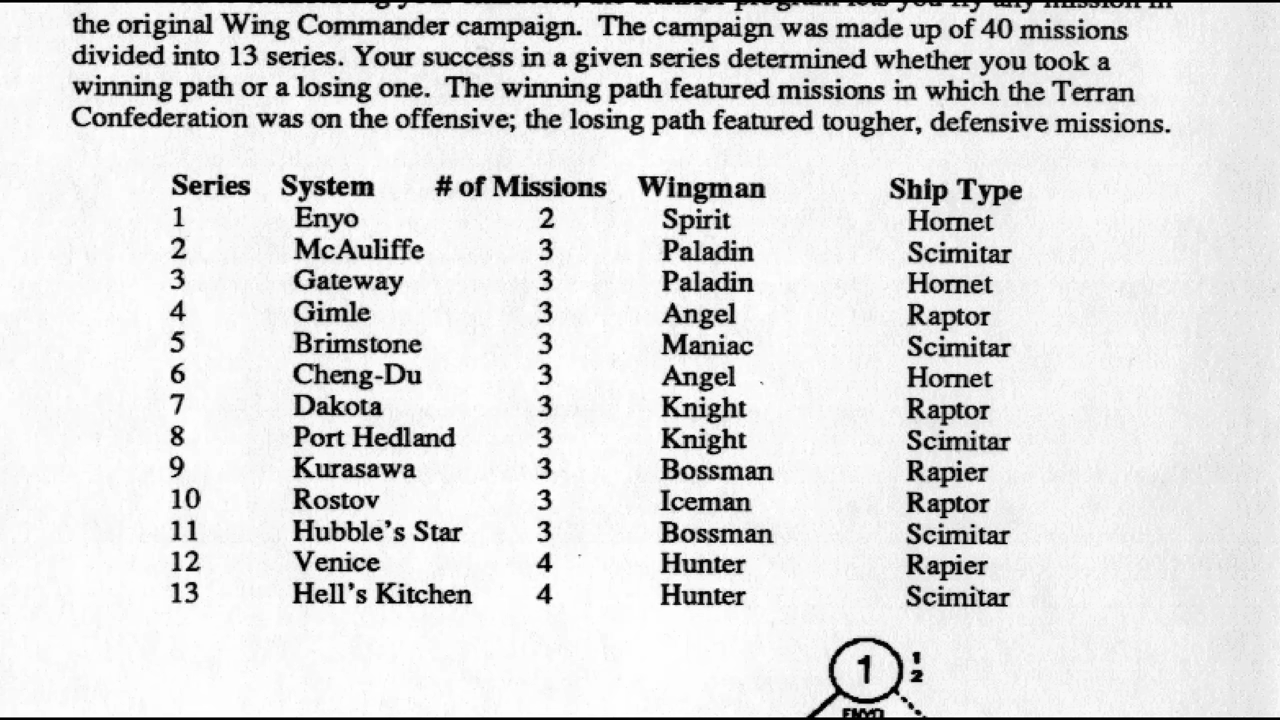 the original Wing Commander campaign. The campaign was made up of 40 missions
divided into 13 series. Your success in a given series determined whether you took a
winning path or a losing one. The winning path featured missions in which the Terran
Confederation was on the offensive; the losing path featured tougher, defensive missions.
Series System # of Missions Wingman Ship Type
1 Enyo 2 Spirit Hornet
2 McAuliffe 3 Paladin Scimitar
3 Gateway 3 Paladin Hornet
4 Gimle 3 Angel Raptor
5 Brimstone 3 Maniac Scimitar
6 Cheng-Du 3 Angel Hornet
7 Dakota 3 Knight Raptor
8 Port Hedland 3 Knight Scimitar
9 Kurasawa 3 Bossman Rapier
10 Rostov 3 Iceman Raptor
11 Hubble's Star 3 Bossman Scimitar
12 Venice 4 Hunter Rapier
13 Hell's Kitchen 4 Hunter Scimitar
1 1
2
ENYO